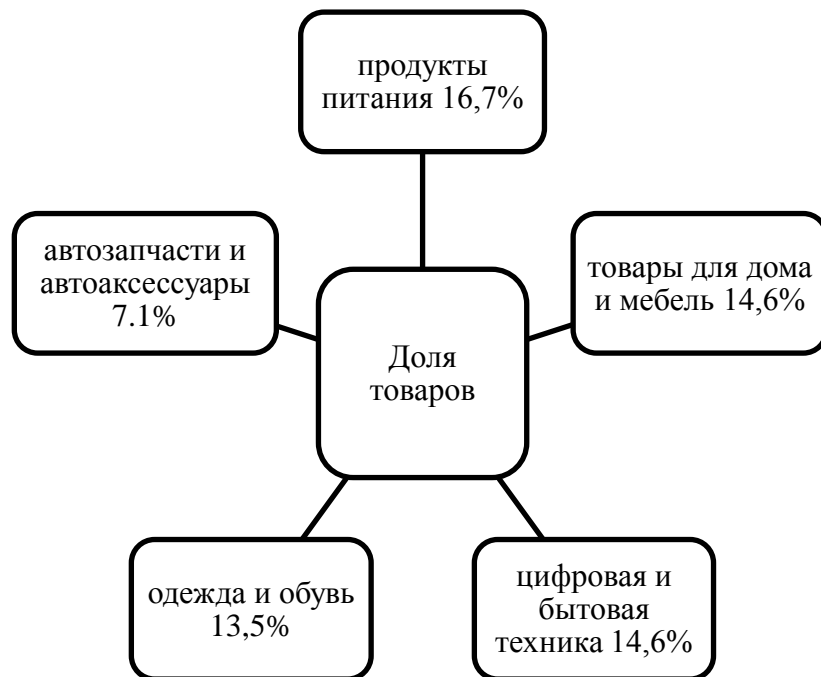 продукты
питания 16,7%
автозапчасти и
автоаксессуары
7.1%
товары для дома
и мебель 14,6%
Доля
товаров
одежда и обувь
13,5%
цифровая и
бытовая
техника 14,6%